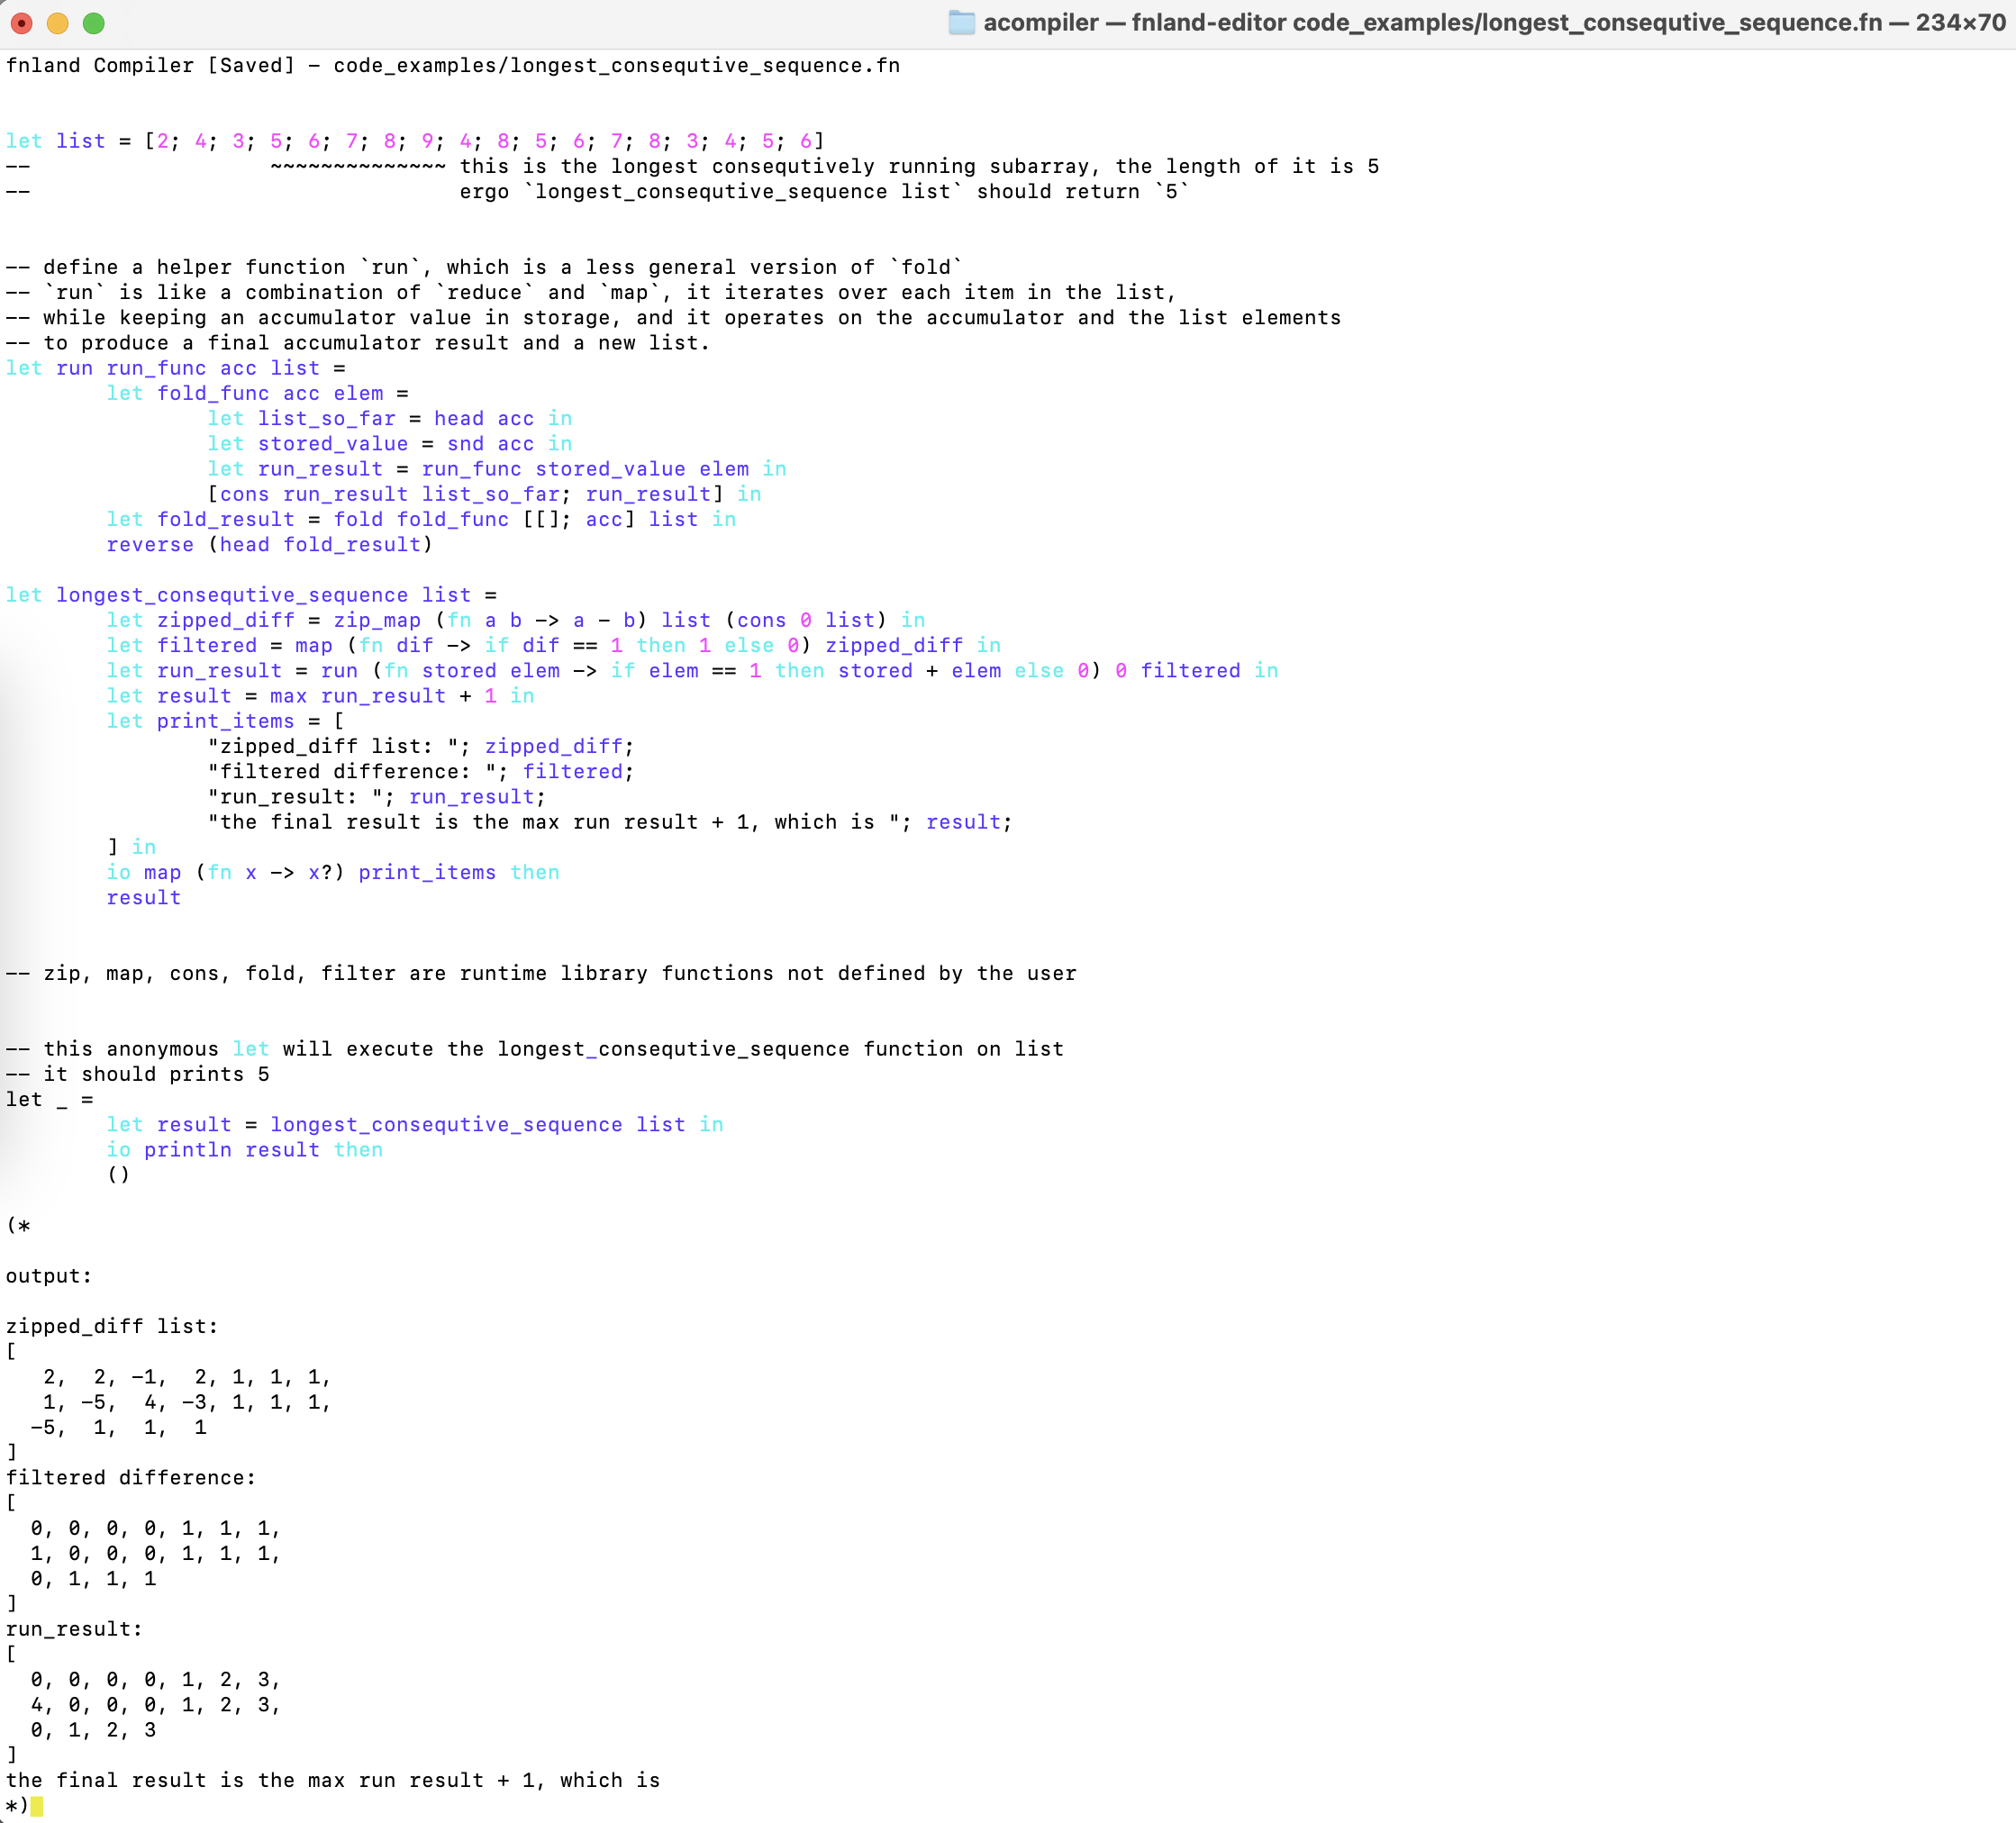 acompiler — fnland-editor code_examples/longest_consequtive_sequence.fn — 234×70
fnland Compiler [Saved] - code_examples/longest_consequtive_sequence.fn
let list = [2; 4; 3; 5; 6; 7; 8; 9; 4; 8; 5; 6; 7; 8; 3; 4; 5; 6]
--                   ~~~~~~~~~~~~~~ this is the longest consequtively running subarray, the length of it is 5
--                                  ergo `longest_consequtive_sequence list` should return `5`
-- define a helper function `run`, which is a less general version of `fold`
-- `run` is like a combination of `reduce` and `map`, it iterates over each item in the list,
-- while keeping an accumulator value in storage, and it operates on the accumulator and the list elements
-- to produce a final accumulator result and a new list.
let run run_func acc list =
        let fold_func acc elem =
                let list_so_far = head acc in
                let stored_value = snd acc in
                let run_result = run_func stored_value elem in
                [cons run_result list_so_far; run_result] in
        let fold_result = fold fold_func [[]; acc] list in
        reverse (head fold_result)
let longest_consequtive_sequence list =
        let zipped_diff = zip_map (fn a b -> a - b) list (cons 0 list) in
        let filtered = map (fn dif -> if dif == 1 then 1 else 0) zipped_diff in
        let run_result = run (fn stored elem -> if elem == 1 then stored + elem else 0) 0 filtered in
        let result = max run_result + 1 in
        let print_items = [
                "zipped_diff list: "; zipped_diff;
                "filtered difference: "; filtered;
                "run_result: "; run_result;
                "the final result is the max run result + 1, which is "; result;
        ] in
        io map (fn x -> x?) print_items then
        result
-- zip, map, cons, fold, filter are runtime library functions not defined by the user
-- this anonymous let will execute the longest_consequtive_sequence function on list
-- it should prints 5
let _ =
        let result = longest_consequtive_sequence list in
        io println result then
        ()
(*
output:
zipped_diff list:
[
   2,  2, -1,  2, 1, 1, 1,
   1, -5,  4, -3, 1, 1, 1,
  -5,  1,  1,  1
]
filtered difference:
[
  0, 0, 0, 0, 1, 1, 1,
  1, 0, 0, 0, 1, 1, 1,
  0, 1, 1, 1
]
run_result:
[
  0, 0, 0, 0, 1, 2, 3,
  4, 0, 0, 0, 1, 2, 3,
  0, 1, 2, 3
]
the final result is the max run result + 1, which is
*)